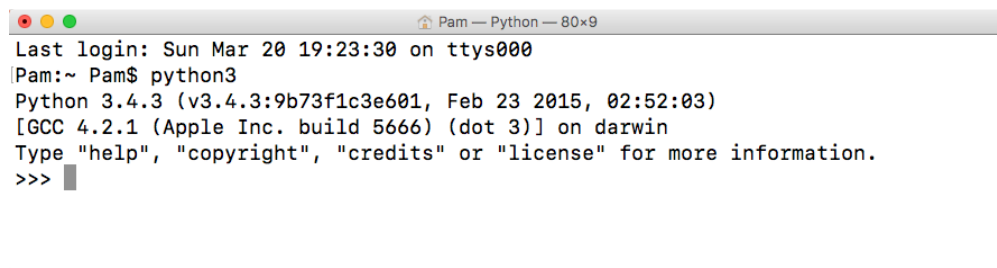 Pam — Python — 80×9
Last login: Sun Mar 20 19:23:30 on ttys000
[Pam:~ Pam$ python3
Python 3.4.3 (v3.4.3:9b73f1c3e601, Feb 23 2015, 02:52:03)
[GCC 4.2.1 (Apple Inc. build 5666) (dot 3)] on darwin
Type "help", "copyright", "credits" or "license" for more information.
>>>